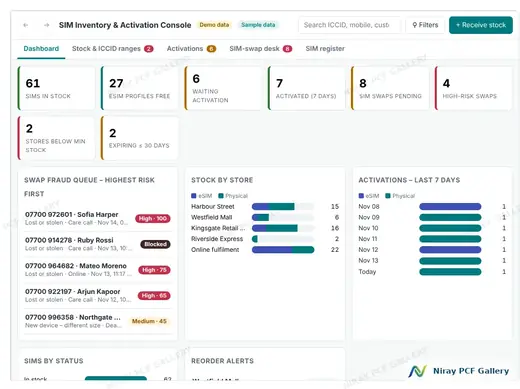 SIM Inventory & Activation Console
Demo data
Sample data
Search ICCID, mobile, cust
Filters
+ Receive stock
Dashboard
Stock & ICCID ranges 2
Activations 6
SIM-swap desk 8
SIM register
61
SIMS IN STOCK
27
ESIM PROFILES FREE
6
WAITING
ACTIVATION
7
ACTIVATED (7 DAYS)
8
SIM SWAPS PENDING
4
HIGH-RISK SWAPS
2
STORES BELOW MIN
STOCK
2
EXPIRING ≤ 30 DAYS
SWAP FRAUD QUEUE – HIGHEST RISK
FIRST
07700 972601 · Sofia Harper
Lost or stolen · Care call · Nov 14, 0...
High · 100
07700 914278 · Ruby Rossi
Lost or stolen · Care call · Nov 13, 10:...
Blocked
07700 964682 · Mateo Moreno
Lost or stolen · Online · Nov 13, 11:17 ...
High · 75
07700 922197 · Arjun Kapoor
Lost or stolen · Care call · Nov 12, 10...
High · 65
07700 996358 · Northgate ...
New device – different size · Dea...
Medium · 45
STOCK BY STORE
eSIM Physical
Harbour Street 15
Westfield Mall 6
Kingsgate Retail ... 16
Riverside Express 2
Online fulfilment 22
ACTIVATIONS – LAST 7 DAYS
eSIM Physical
Nov 08 1
Nov 09 1
Nov 10 1
Nov 11 1
Nov 12 1
Nov 13 1
Today 1
SIMS BY STATUS
In stock 62
REORDER ALERTS
Westfield Mall
Niray PCF Gallery